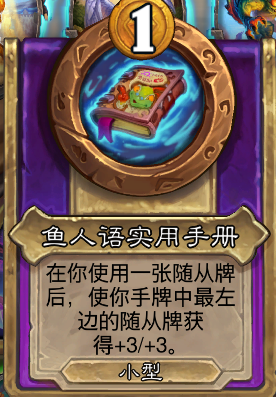 1
鱼人语实用手册
在你使用一张随从牌
后，使你手牌中最左
边的随从牌获
得+3/+3。
小型